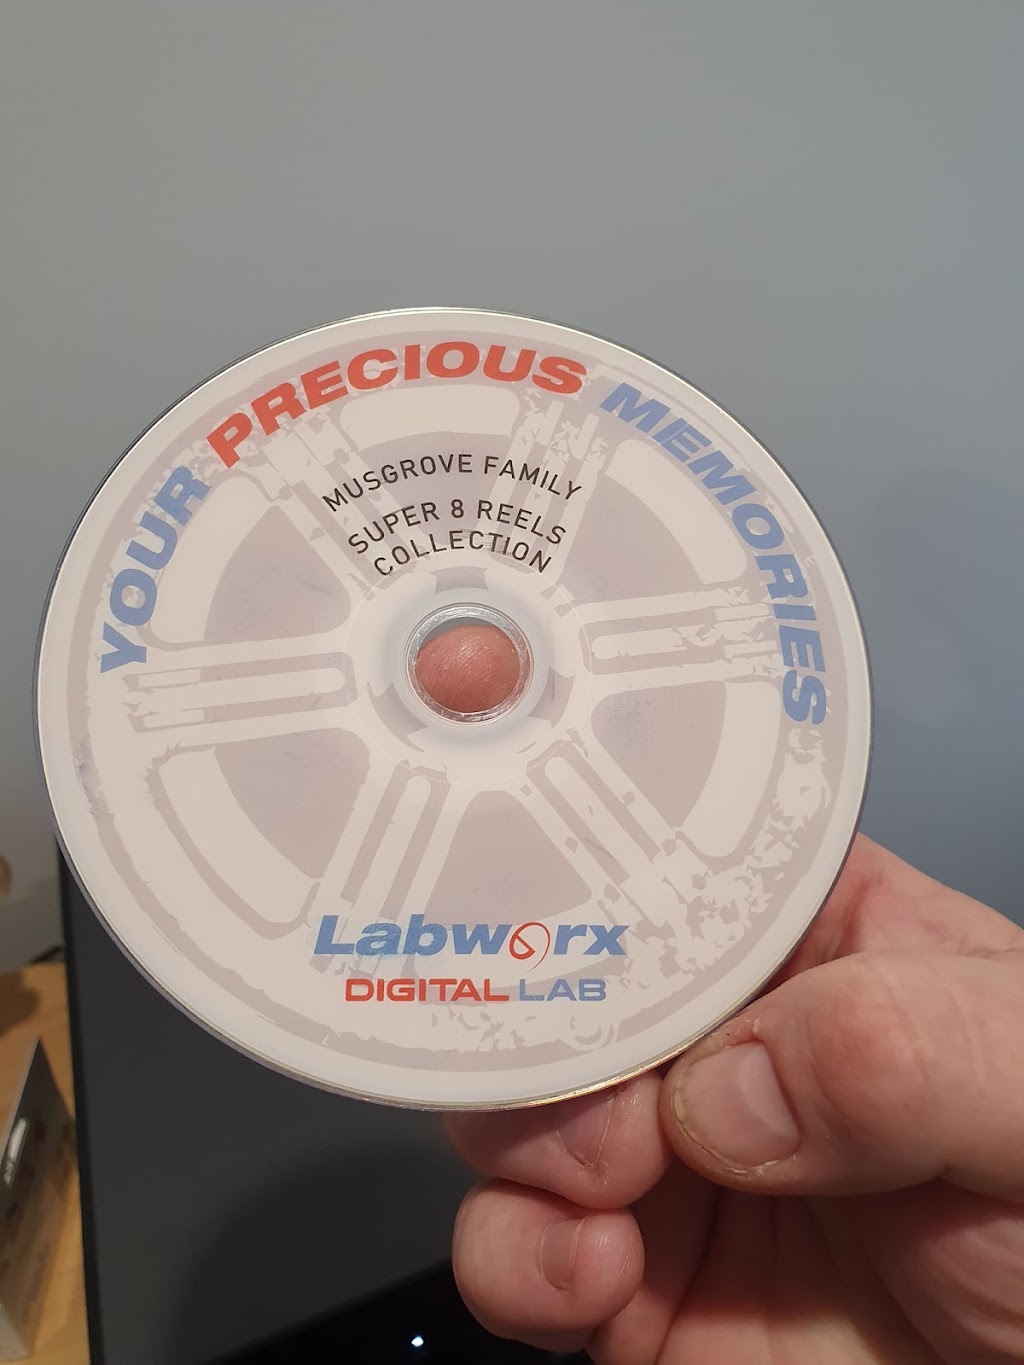 YOUR PRECIOUS MEMORIES
MUSGROVE FAMILY
SUPER 8 REELS
COLLECTION
Labworx
DIGITAL LAB